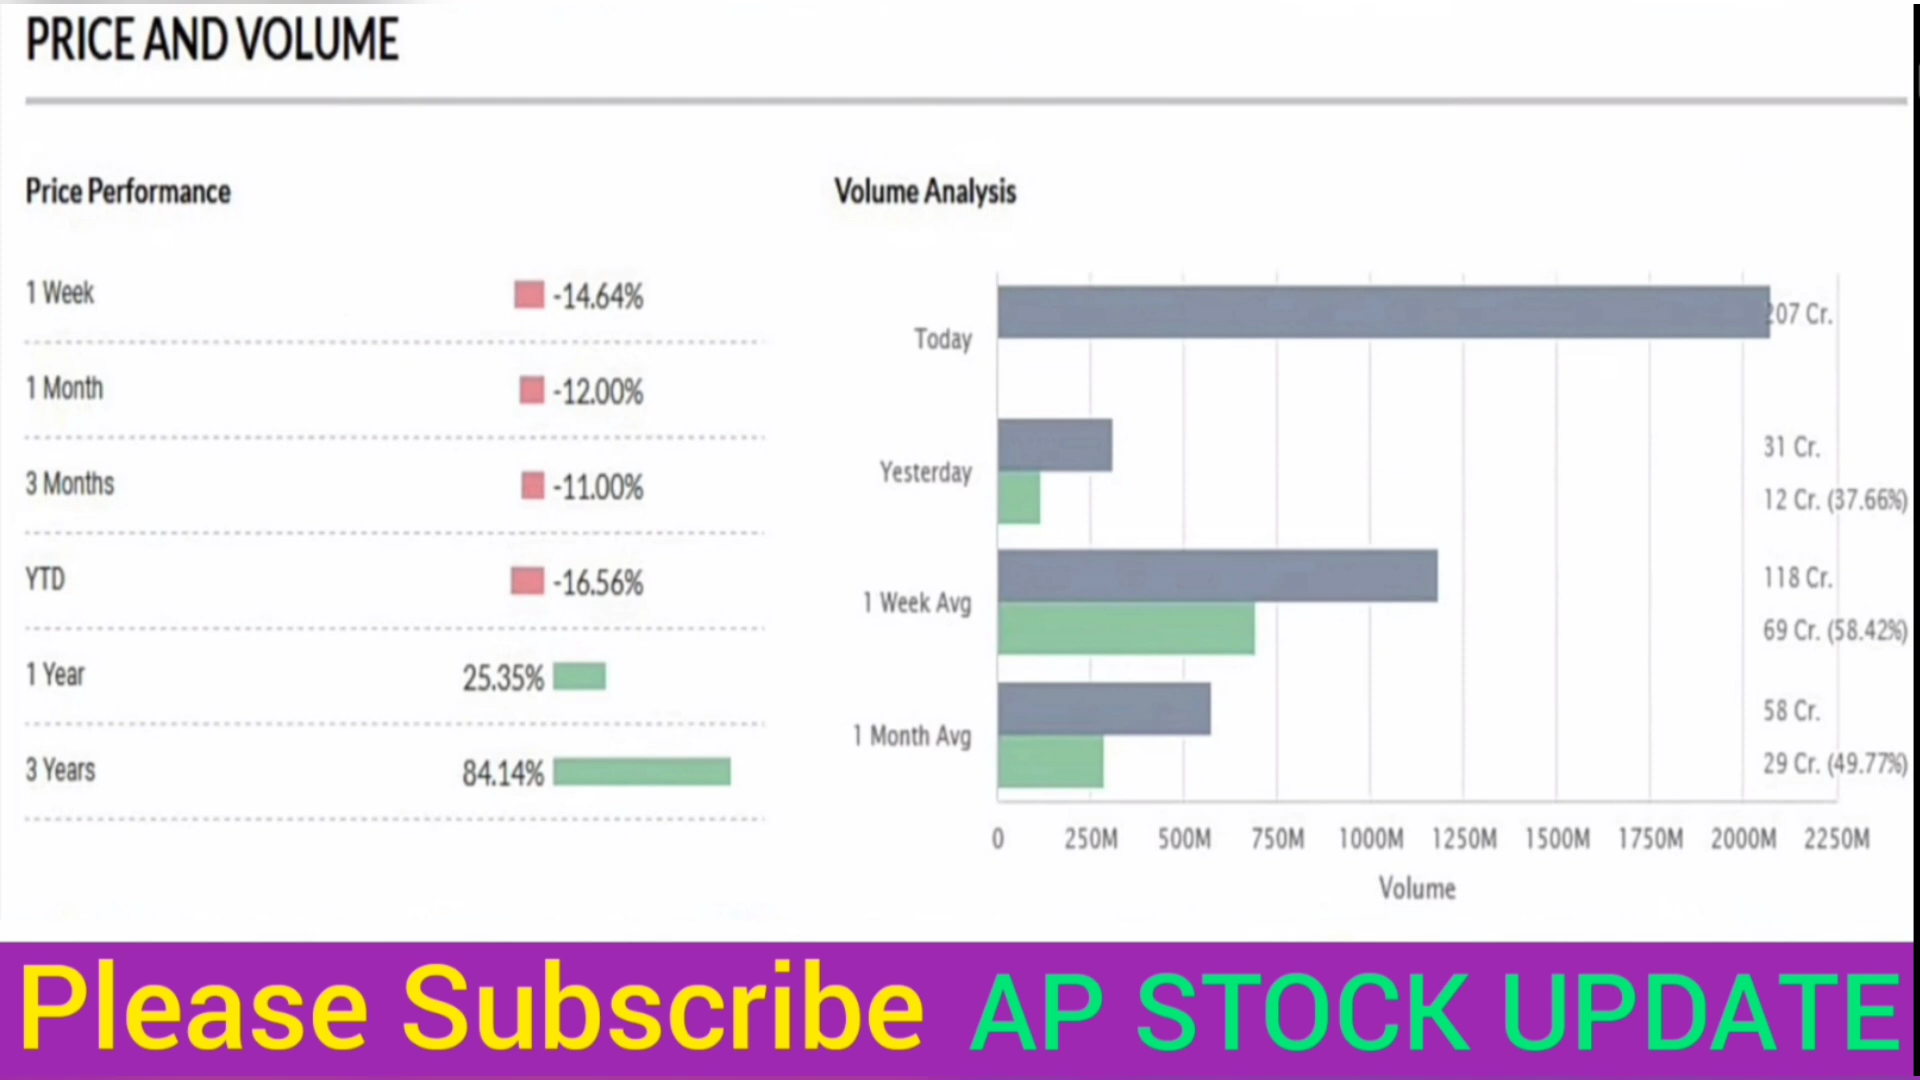 PRICE AND VOLUME
Price Performance
1 Week -14.64%
1 Month -12.00%
3 Months -11.00%
YTD -16.56%
1 Year 25.35%
3 Years 84.14%
Volume Analysis
Today 207 Cr.
Yesterday 31 Cr.
12 Cr. (37.66%)
1 Week Avg 118 Cr.
69 Cr. (58.42%)
1 Month Avg 58 Cr.
29 Cr. (49.77%)
0 250M 500M 750M 1000M 1250M 1500M 1750M 2000M 2250M
Volume
Please Subscribe AP STOCK UPDATE